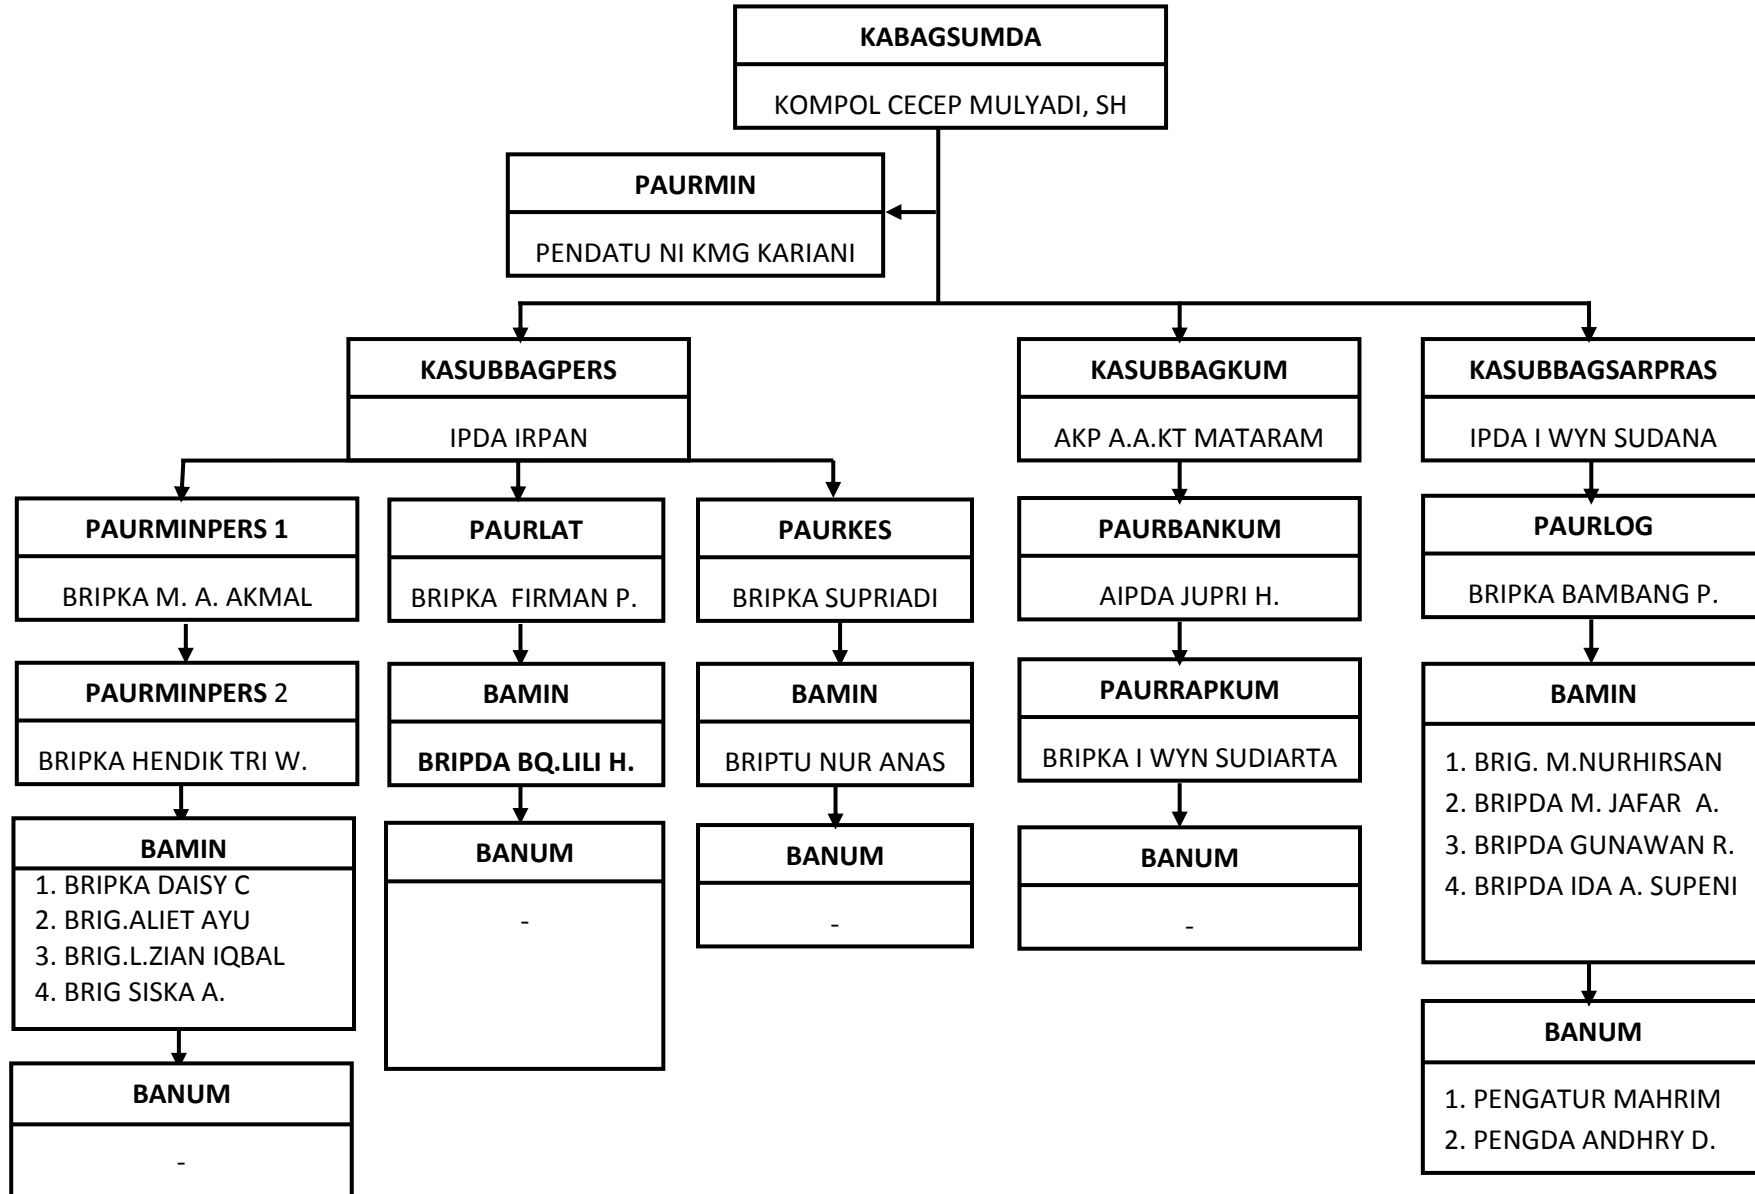 KABAGSUMDA
KOMPOL CECEP MULYADI, SH
PAURMIN
PENDATU NI KMG KARIANI
KASUBBAGPERS
IPDA IRPAN
KASUBBAGKUM
AKP A.A.KT MATARAM
KASUBBAGSARPRAS
IPDA I WYN SUDANA
PAURMINPERS 1
BRIPKA M. A. AKMAL
PAURLAT
BRIPKA  FIRMAN P.
PAURKES
BRIPKA SUPRIADI
PAURBANKUM
AIPDA JUPRI H.
PAURLOG
BRIPKA BAMBANG P.
PAURMINPERS 2
BRIPKA HENDIK TRI W.
BAMIN
BRIPDA BQ.LILI H.
BAMIN
BRIPTU NUR ANAS
PAURRAPKUM
BRIPKA I WYN SUDIARTA
BAMIN
1. BRIG. M.NURHIRSAN
2. BRIPDA M. JAFAR  A.
3. BRIPDA GUNAWAN R.
4. BRIPDA IDA A. SUPENI
BAMIN
1. BRIPKA DAISY C
2. BRIG.ALIET AYU
3. BRIG.L.ZIAN IQBAL
4. BRIG SISKA A.
BANUM
-
BANUM
-
BANUM
-
BANUM
1. PENGATUR MAHRIM
2. PENGDA ANDHRY D.
BANUM
-